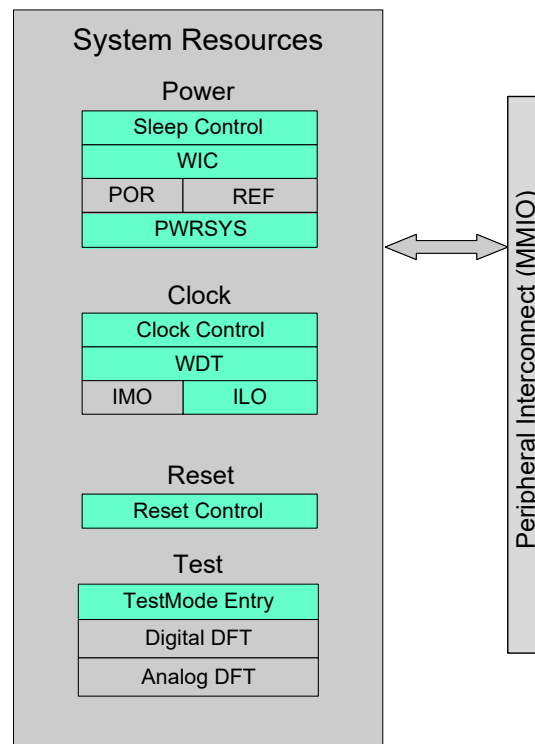 System Resources
Power
Sleep Control
WIC
POR REF
PWRSYS
Clock
Clock Control
WDT
IMO ILO
Reset
Reset Control
Test
TestMode Entry
Digital DFT
Analog DFT
Peripheral Interconnect (MMIO)